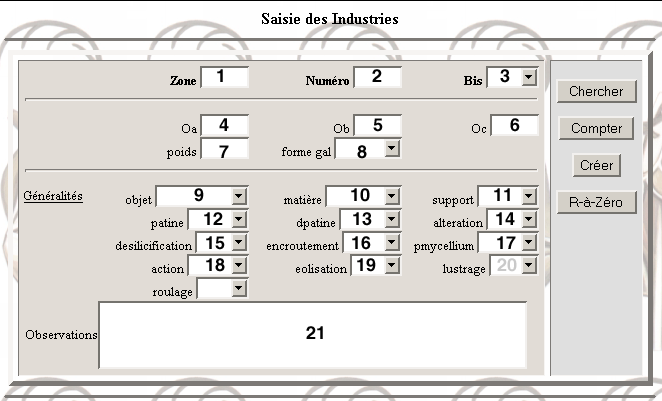 Saisie des Industries
Zone 1 Numéro 2 Bis 3
Chercher
Oa 4 Ob 5 Oc 6
Compter
poids 7 forme gal 8
Créer
Généralités objet 9 matière 10 support 11
R-à-Zéro
patine 12 dpatine 13 alteration 14
desilicification 15 encroutement 16 pmycellium 17
action 18 eolisation 19 lustrage 20
roulage
Observations 21